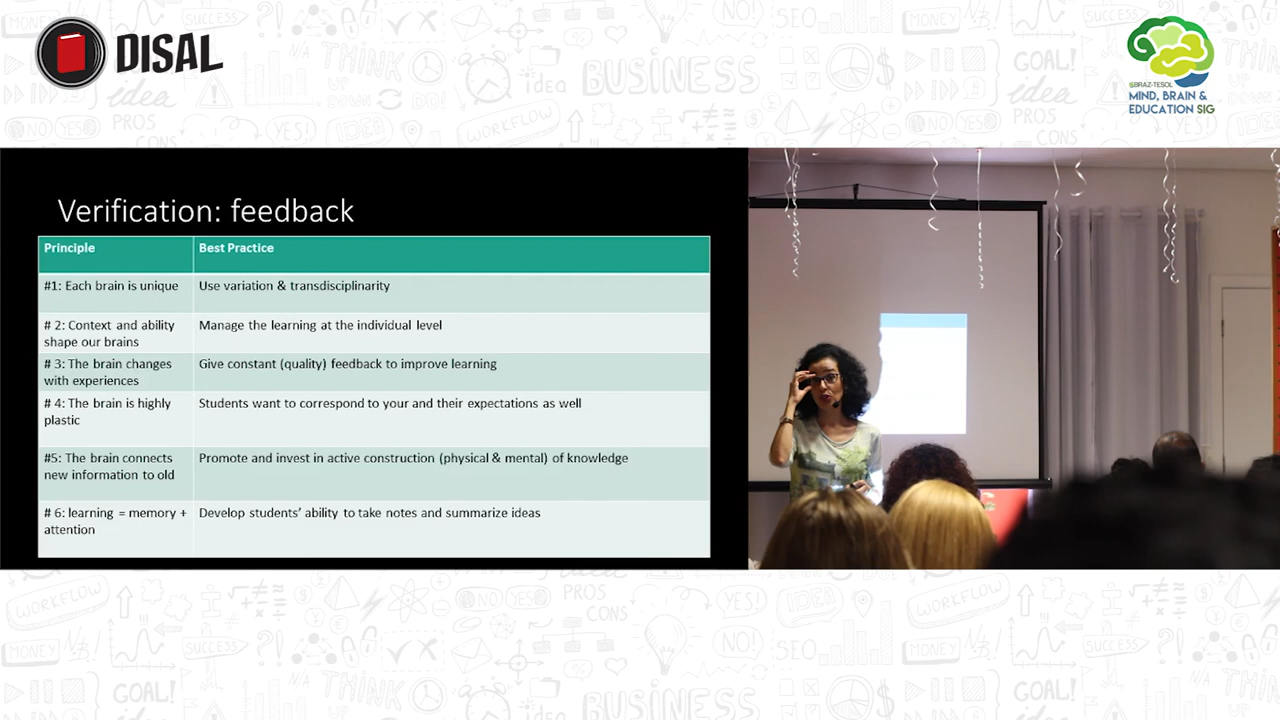 DISAL
@BRAZ-TESOL
MIND, BRAIN &
EDUCATION SIG
Verification: feedback
Principle
Best Practice
#1: Each brain is unique
Use variation & transdisciplinarity
# 2: Context and ability
shape our brains
Manage the learning at the individual level
# 3: The brain changes
with experiences
Give constant (quality) feedback to improve learning
# 4: The brain is highly
plastic
Students want to correspond to your and their expectations as well
#5: The brain connects
new information to old
Promote and invest in active construction (physical & mental) of knowledge
# 6: learning = memory +
attention
Develop students' ability to take notes and summarize ideas